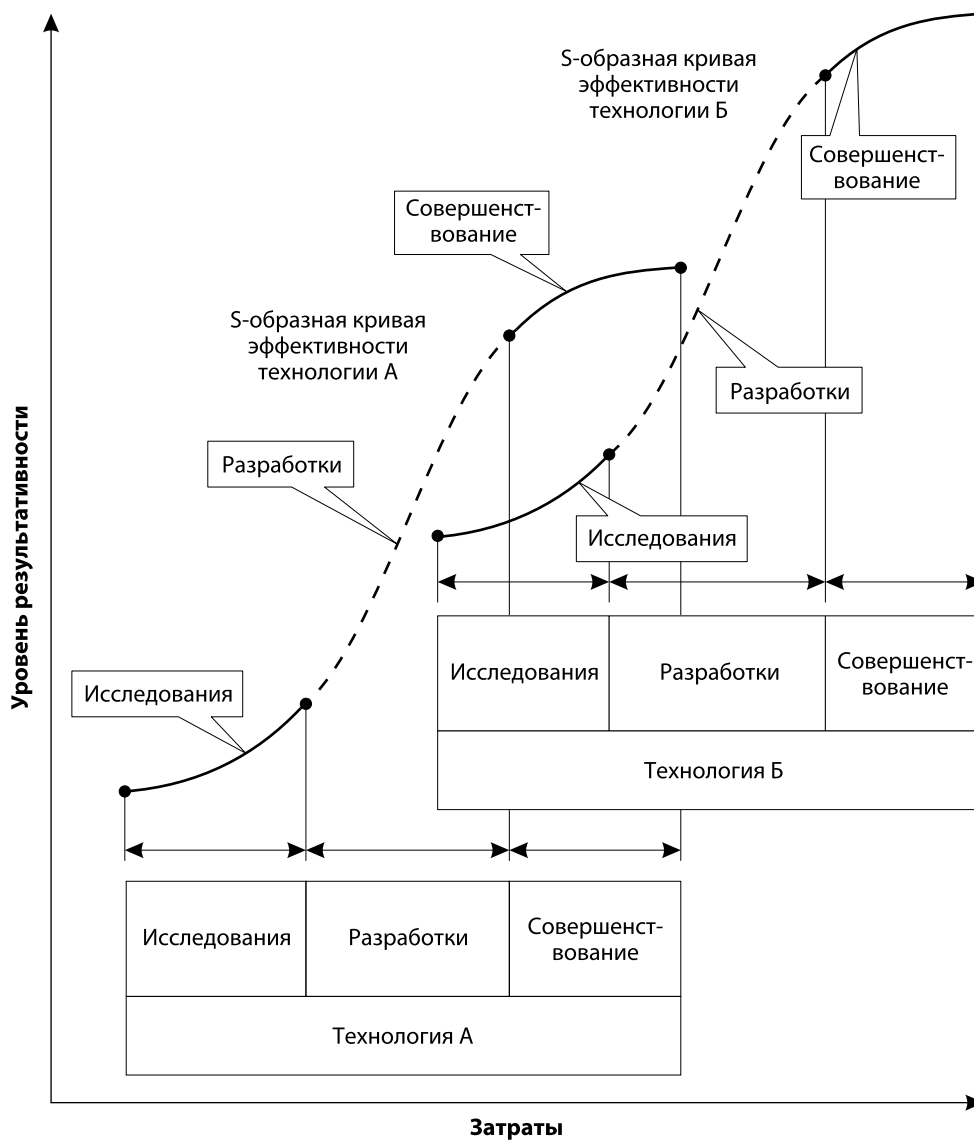 S-образная кривая
эффективности
технологии Б
Совершенст-
вование
Совершенст-
вование
S-образная кривая
эффективности
технологии А
Разработки
Разработки
Исследования
Уровень результативности
Исследования
Исследования
Разработки
Совершенст-
вование
Технология Б
Исследования
Разработки
Совершенст-
вование
Технология А
Затраты